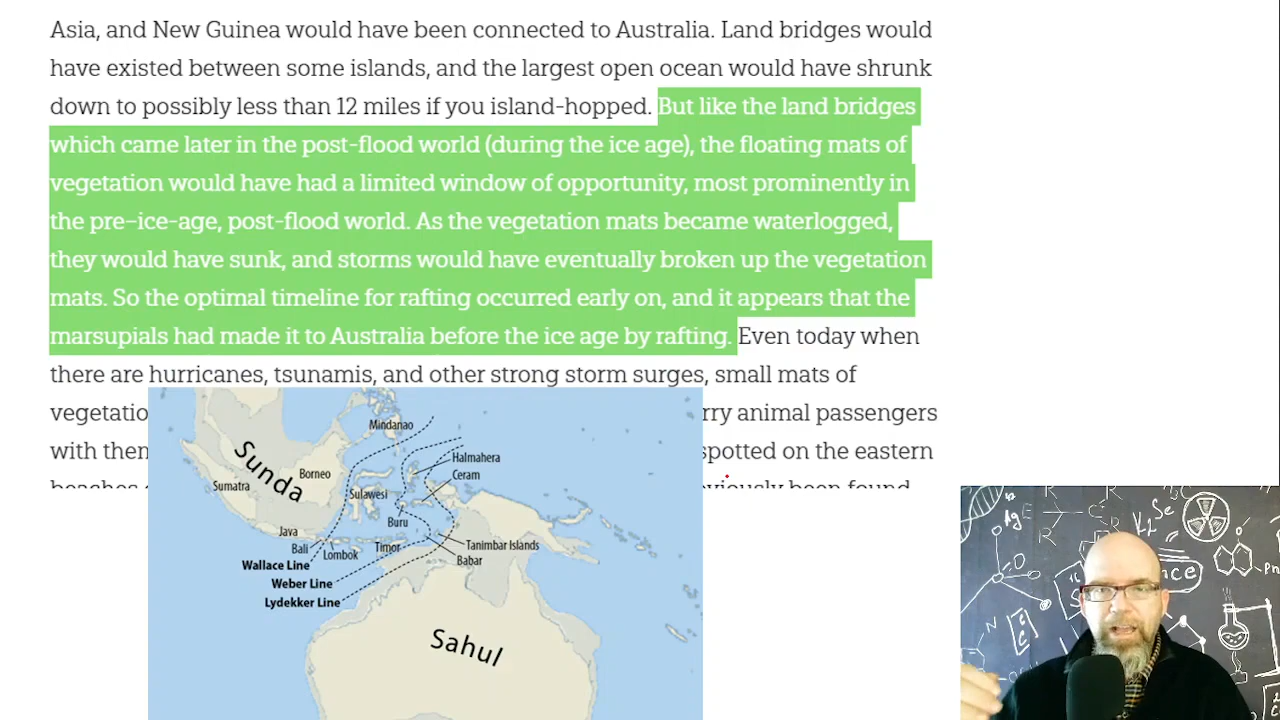 Asia, and New Guinea would have been connected to Australia. Land bridges would
have existed between some islands, and the largest open ocean would have shrunk
down to possibly less than 12 miles if you island-hopped. But like the land bridges
which came later in the post-flood world (during the ice age), the floating mats of
vegetation would have had a limited window of opportunity, most prominently in
the pre–ice-age, post-flood world. As the vegetation mats became waterlogged,
they would have sunk, and storms would have eventually broken up the vegetation
mats. So the optimal timeline for rafting occurred early on, and it appears that the
marsupials had made it to Australia before the ice age by rafting. Even today when
there are hurricanes, tsunamis, and other strong storm surges, small mats of
vegetatio rry animal passengers
with then spotted on the eastern
beaches
been found
Mindanao
Sunda
Borneo
Halmahera
Ceram
Sumatra
Sulawesi
Buru
Java
Bali
Lombok
Timor
Tanimbar Islands
Babar
Wallace Line
Weber Line
Lydekker Line
Sahul
Ag
Se
R
R
R
N